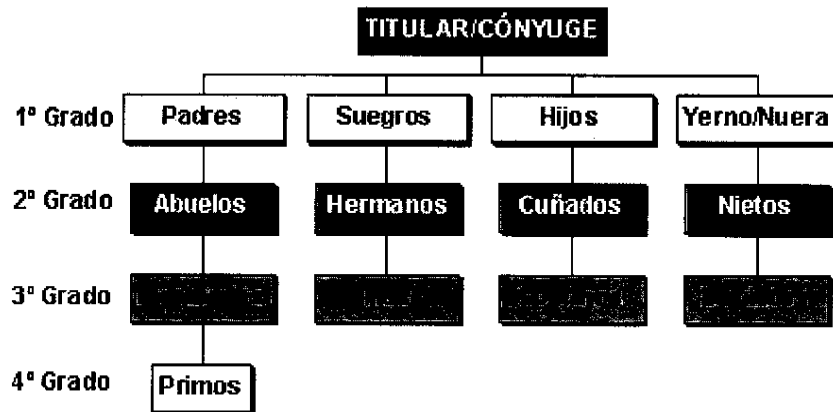 TITULAR/CÓNYUGE
1º Grado Padres Suegros Hijos Yerno/Nuera
2º Grado Abuelos Hermanos Cuñados Nietos
3º Grado
4º Grado Primos